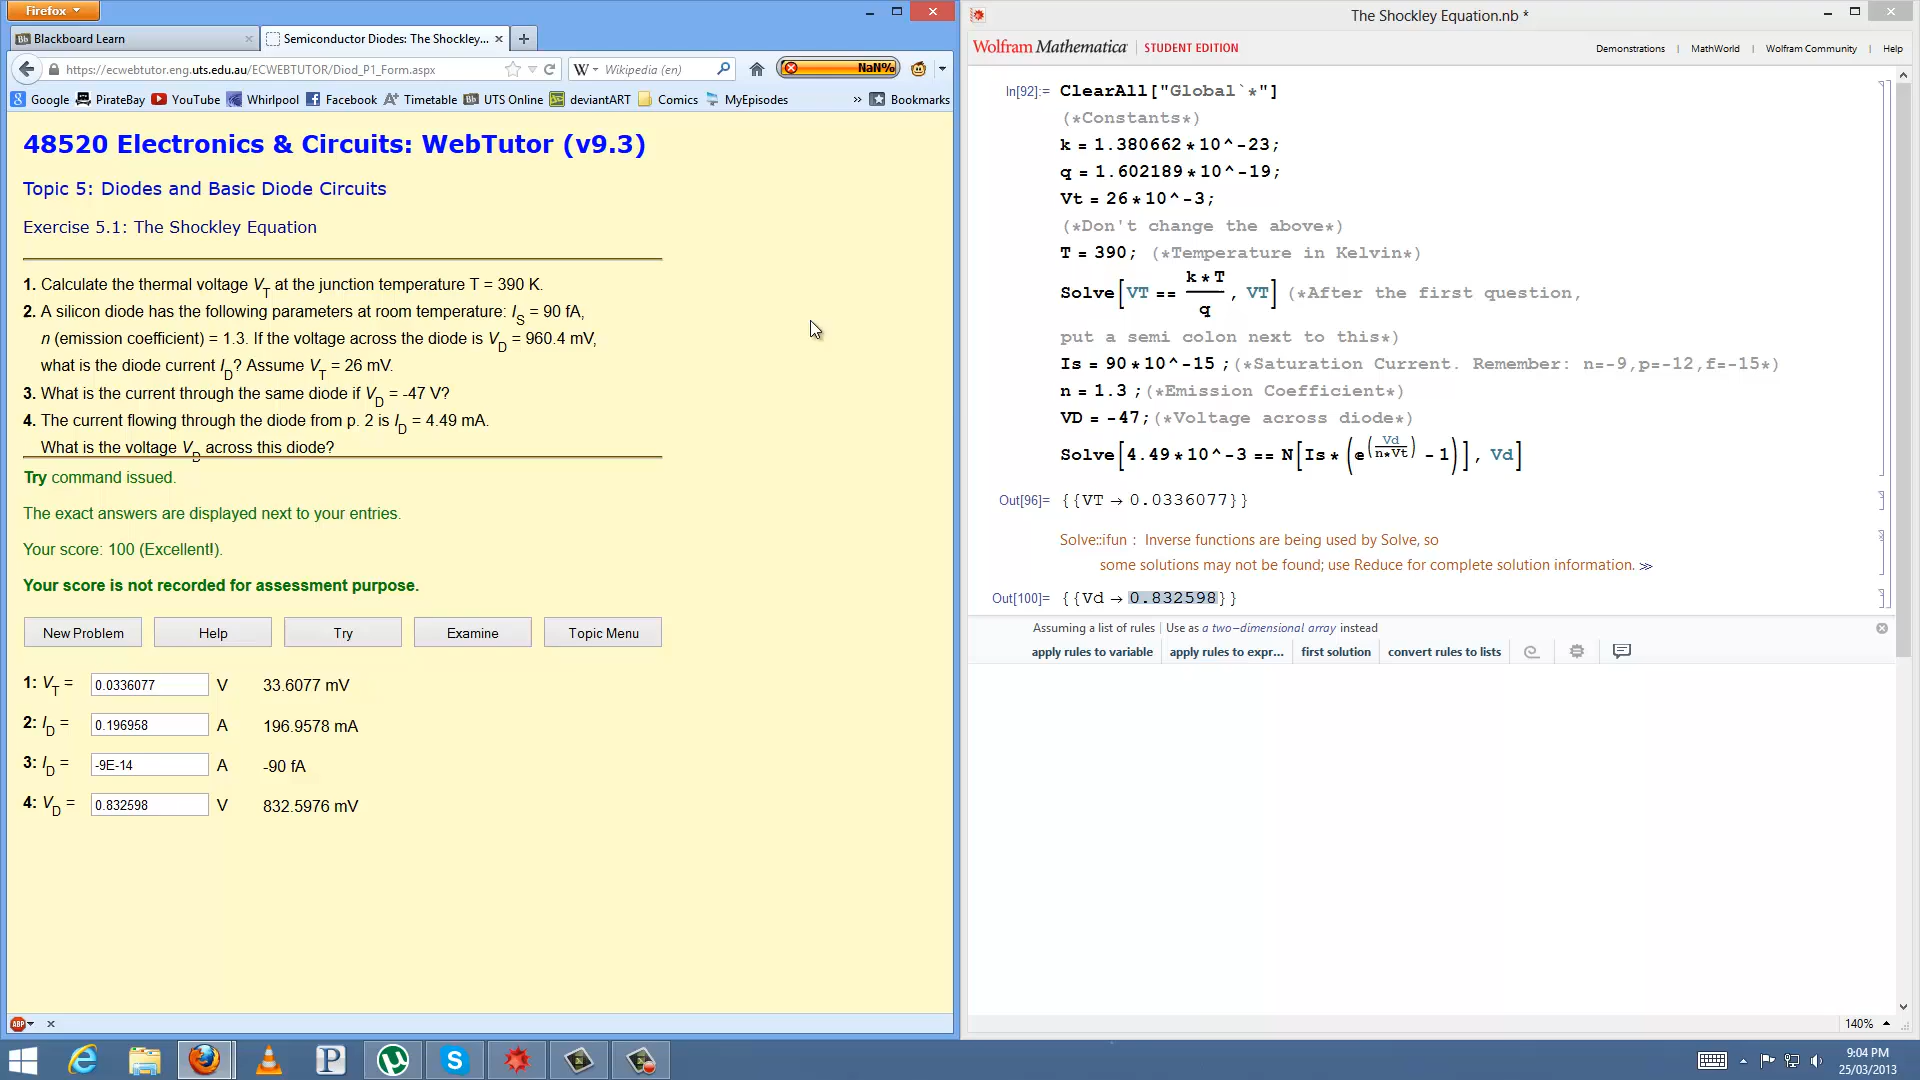 Firefox
Blackboard Learn
Semiconductor Diodes: The Shockley...
https://ecwebtutor.eng.uts.edu.au/ECWEBTUTOR/Diod_P1_Form.aspx
W
Wikipedia (en)
NaN%
Google
PirateBay
YouTube
Whirlpool
Facebook
Timetable
UTS Online
deviantART
Comics
MyEpisodes
»
Bookmarks
48520 Electronics & Circuits: WebTutor (v9.3)
Topic 5: Diodes and Basic Diode Circuits
Exercise 5.1: The Shockley Equation
1. Calculate the thermal voltage VT at the junction temperature T = 390 K.
2. A silicon diode has the following parameters at room temperature: IS = 90 fA,
n (emission coefficient) = 1.3. If the voltage across the diode is VD = 960.4 mV,
what is the diode current ID? Assume VT = 26 mV.
3. What is the current through the same diode if VD = -47 V?
4. The current flowing through the diode from p. 2 is ID = 4.49 mA.
What is the voltage VD across this diode?
Try command issued.
The exact answers are displayed next to your entries.
Your score: 100 (Excellent!).
Your score is not recorded for assessment purpose.
New Problem
Help
Try
Examine
Topic Menu
1: VT = 0.0336077 V 33.6077 mV
2: ID = 0.196958 A 196.9578 mA
3: ID = -9E-14 A -90 fA
4: VD = 0.832598 V 832.5976 mV
ABP
The Shockley Equation.nb *
Wolfram Mathematica | STUDENT EDITION
Demonstrations | MathWorld | Wolfram Community | Help
In[92]:= ClearAll["Global`*"]
(*Constants*)
k = 1.380662*10^-23;
q = 1.602189*10^-19;
Vt = 26*10^-3;
(*Don't change the above*)
T = 390; (*Temperature in Kelvin*)
Solve[VT == k*T/q, VT] (*After the first question,
put a semi colon next to this*)
Is = 90*10^-15 ;(*Saturation Current. Remember: n=-9,p=-12,f=-15*)
n = 1.3 ;(*Emission Coefficient*)
VD = -47;(*Voltage across diode*)
Solve[4.49*10^-3 == N[Is*(e^(Vd/(n*Vt)) - 1)], Vd]
Out[96]= {{VT → 0.0336077}}
Solve::ifun : Inverse functions are being used by Solve, so
some solutions may not be found; use Reduce for complete solution information. ≫
Out[100]= {{Vd → 0.832598}}
Assuming a list of rules | Use as a two-dimensional array instead
apply rules to variable
apply rules to expr...
first solution
convert rules to lists
140%
9:04 PM
25/03/2013